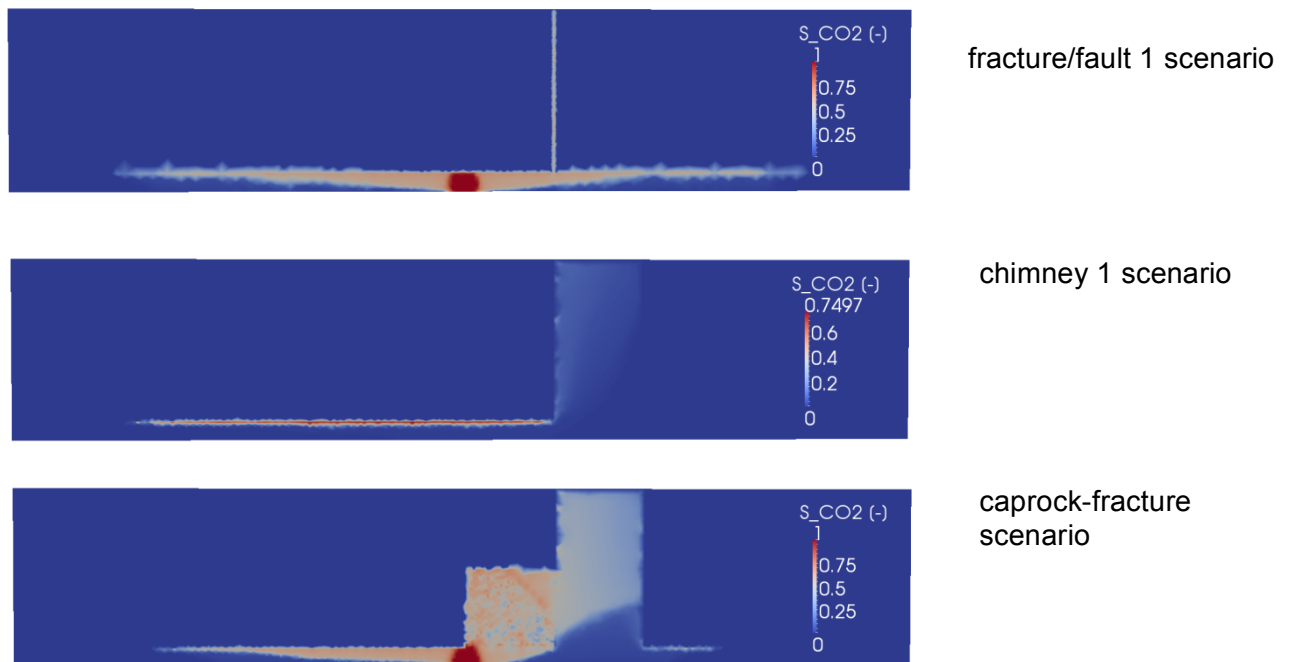 S_CO2 (-)
1
0.75
0.5
0.25
0
fracture/fault 1 scenario
S_CO2 (-)
0.7497
0.6
0.4
0.2
0
chimney 1 scenario
S_CO2 (-)
1
0.75
0.5
0.25
0
caprock-fracture
scenario